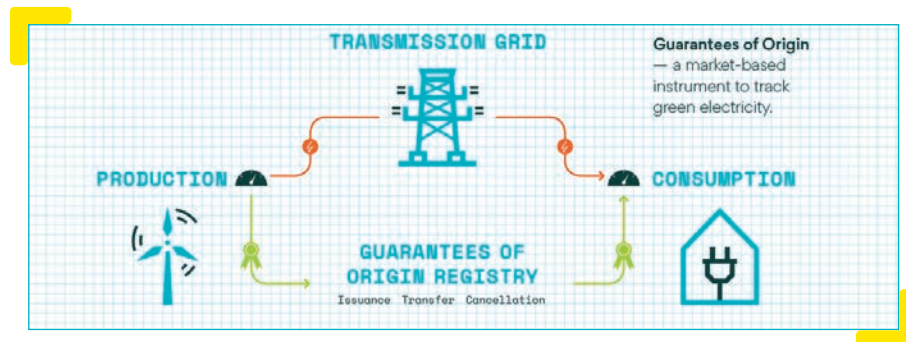 TRANSMISSION GRID
Guarantees of Origin
— a market-based
instrument to track
green electricity.
PRODUCTION
CONSUMPTION
GUARANTEES OF
ORIGIN REGISTRY
Issuance Transfer Cancellation